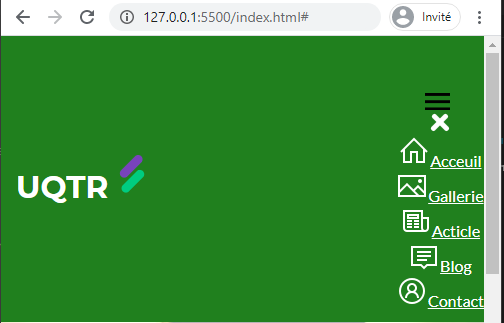 127.0.0.1:5500/index.html#
Invité
UQTR
Acceuil
Gallerie
Acticle
Blog
Contact